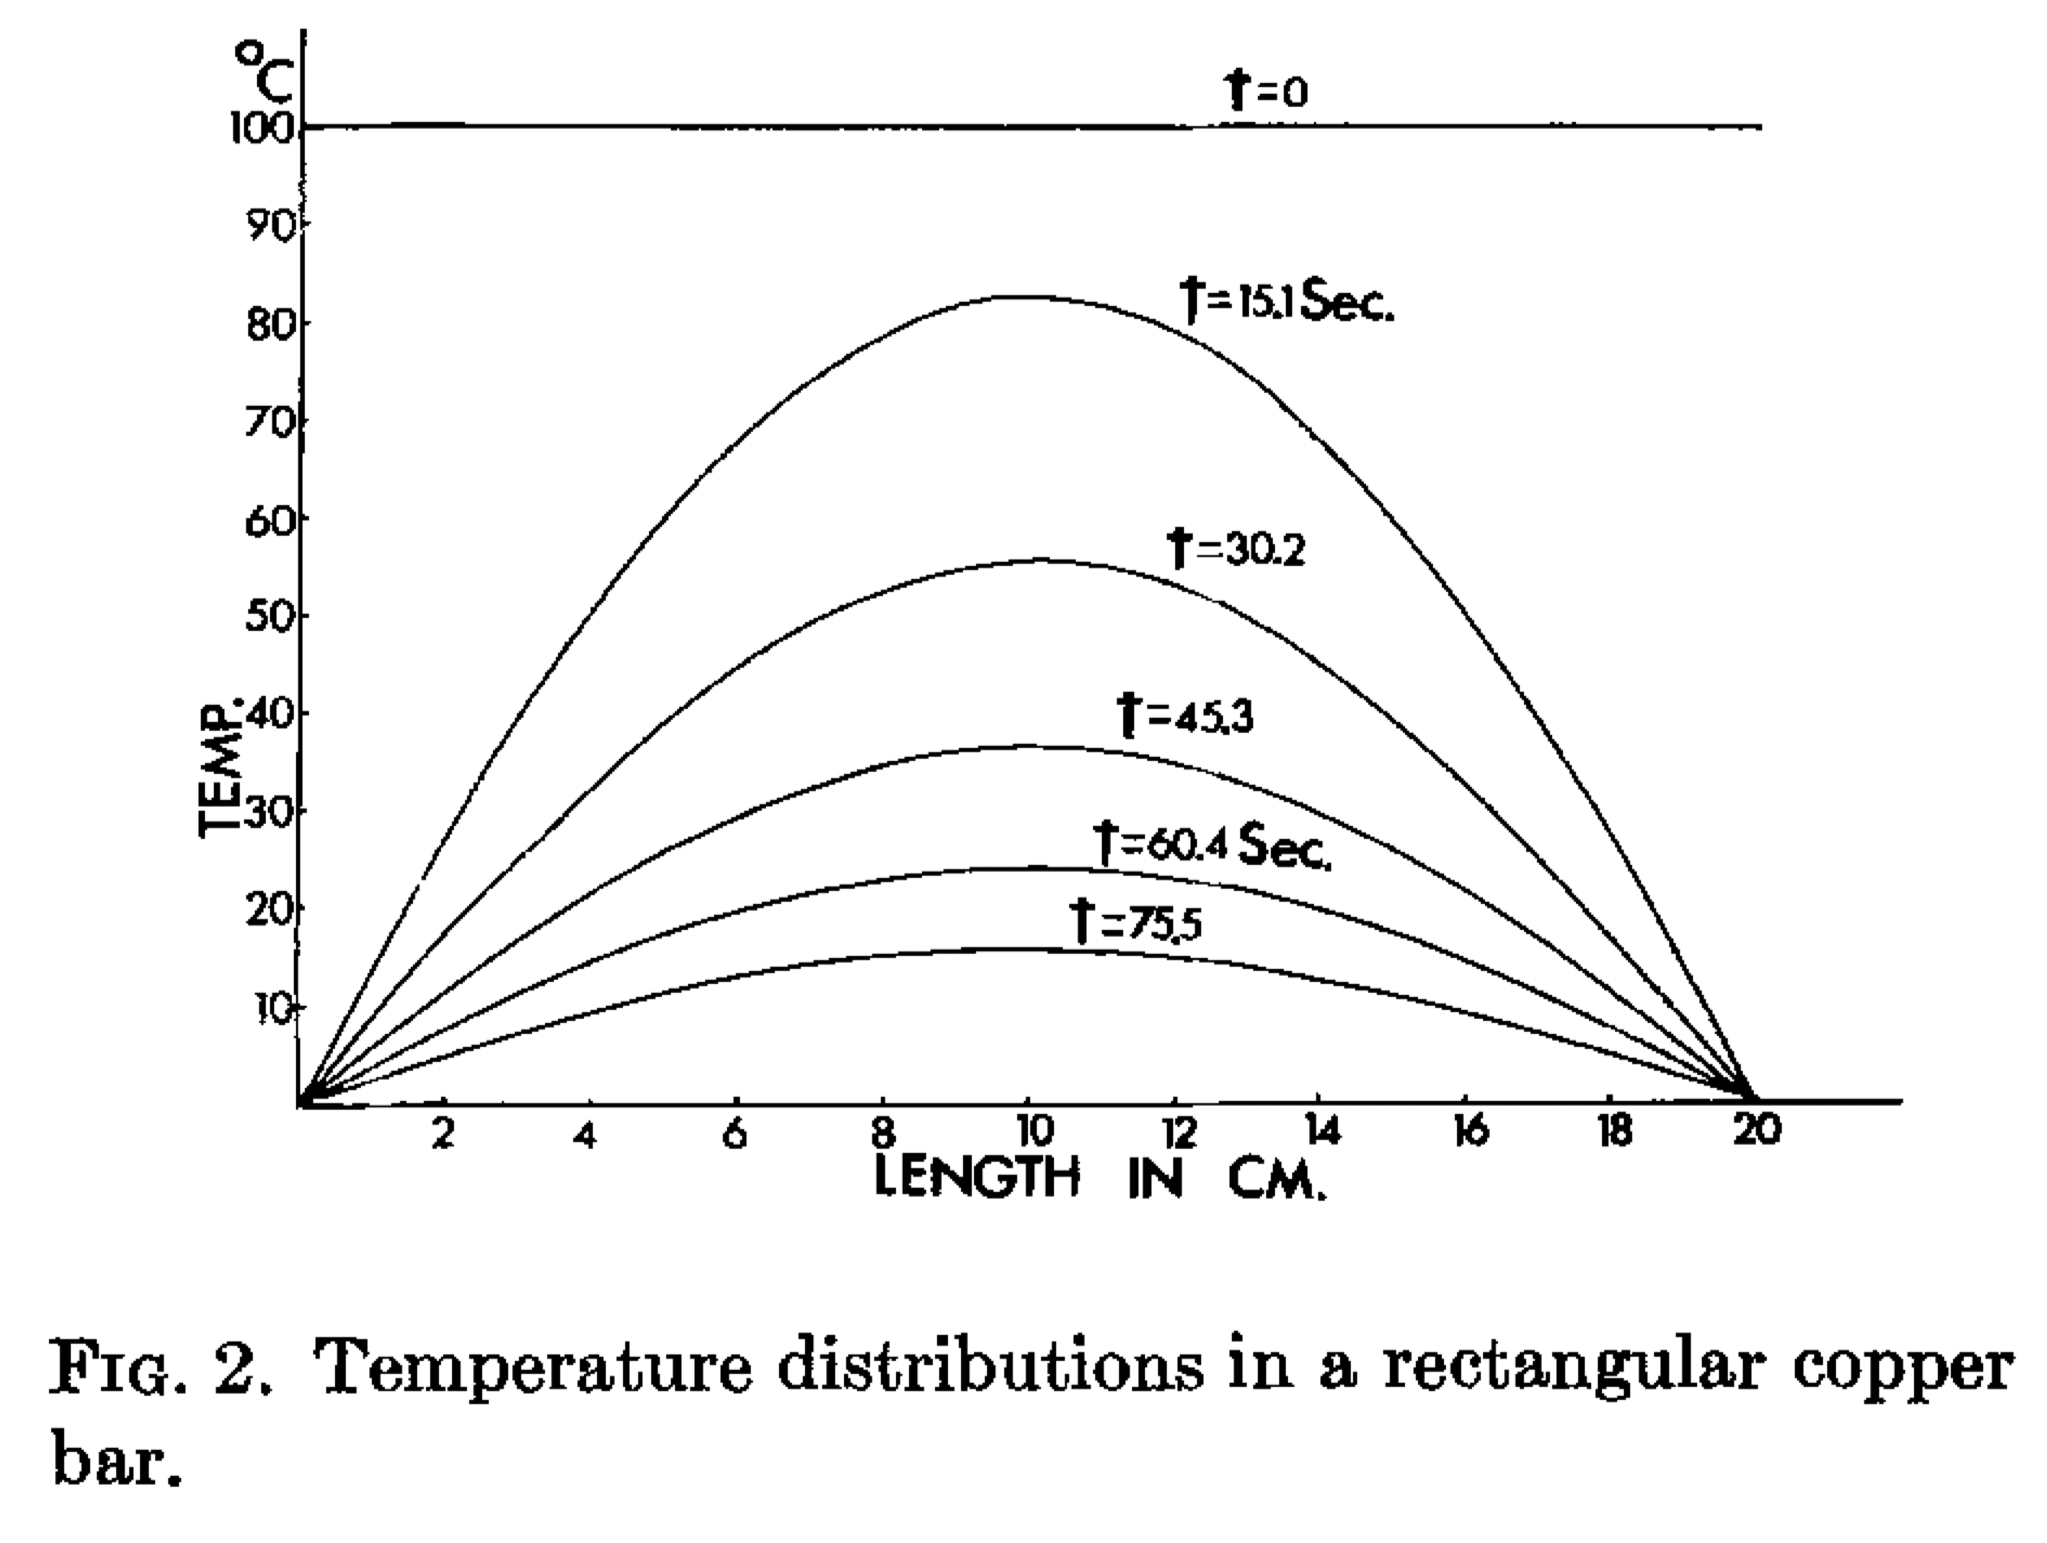 °C
100
t=0
90
t=15.1 Sec.
80
70
60
t=30.2
50
TEMP.
40
t=45.3
30
t=60.4 Sec.
20
t=75.5
10
2 4 6 8 10 12 14 16 18 20
LENGTH IN CM.
FIG. 2. Temperature distributions in a rectangular copper
bar.